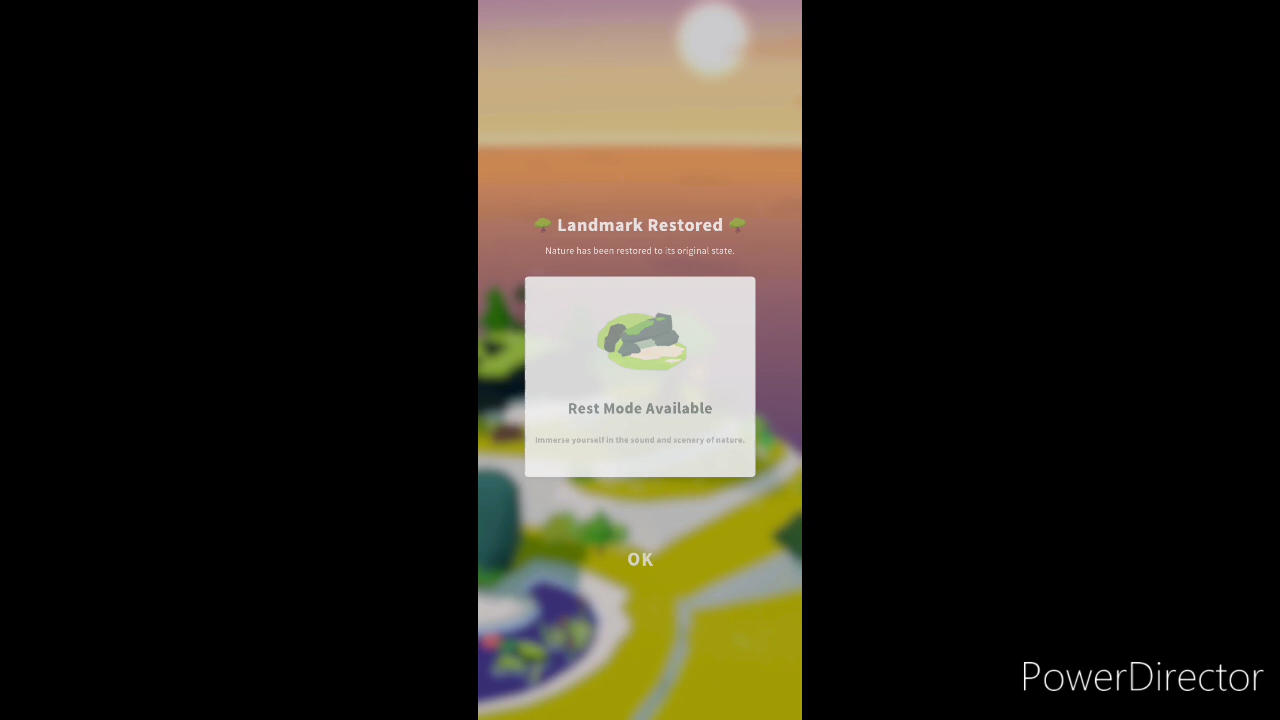 Landmark Restored
Nature has been restored to its original state.
Rest Mode Available
Immerse yourself in the sound and scenery of nature.
OK
PowerDirector